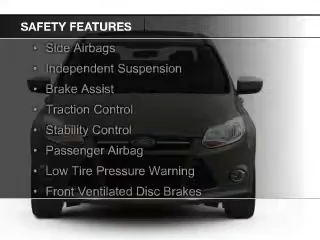 SAFETY FEATURES
• Side Airbags
• Independent Suspension
• Brake Assist
• Traction Control
• Stability Control
• Passenger Airbag
• Low Tire Pressure Warning
• Front Ventilated Disc Brakes